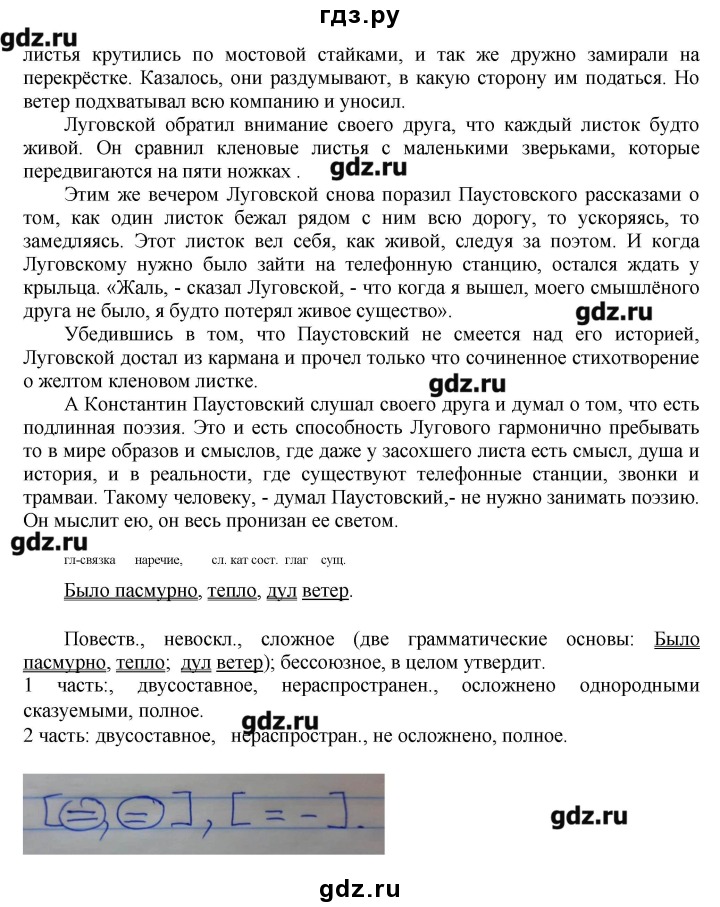 гдз.ру
gdz.ru
листья крутились по мостовой стайками, и так же дружно замирали на
перекрёстке. Казалось, они раздумывают, в какую сторону им податься. Но
ветер подхватывал всю компанию и уносил.
Луговской обратил внимание своего друга, что каждый листок будто
живой. Он сравнил кленовые листья с маленькими зверьками, которые
передвигаются на пяти ножках .
gdz.ru
Этим же вечером Луговской снова поразил Паустовского рассказами о
том, как один листок бежал рядом с ним всю дорогу, то ускоряясь, то
замедляясь. Этот листок вел себя, как живой, следуя за поэтом. И когда
Луговскому нужно было зайти на телефонную станцию, остался ждать у
крыльца. «Жаль, - сказал Луговской, - что когда я вышел, моего смышлёного
друга не было, я будто потерял живое существо».
gdz.ru
Убедившись в том, что Паустовский не смеется над его историей,
Луговской достал из кармана и прочел только что сочиненное стихотворение
о желтом кленовом листке.
gdz.ru
А Константин Паустовский слушал своего друга и думал о том, что есть
подлинная поэзия. Это и есть способность Лугового гармонично пребывать
то в мире образов и смыслов, где даже у засохшего листа есть смысл, душа и
история, и в реальности, где существуют телефонные станции, звонки и
трамваи. Такому человеку, - думал Паустовский,- не нужно занимать поэзию.
Он мыслит ею, он весь пронизан ее светом.
gdz.ru
гл-связка наречие, сл. кат сост. глаг сущ.
Было пасмурно, тепло, дул ветер.
Повеств., невоскл., сложное (две грамматические основы: Было
пасмурно, тепло; дул ветер); бессоюзное, в целом утвердит.
1 часть:, двусоставное, нераспространен., осложнено однородными
сказуемыми, полное.
gdz.ru
2 часть: двусоставное, нераспростран., не осложнено, полное.
[=, =], [= -].
gdz.ru
gdz.ru